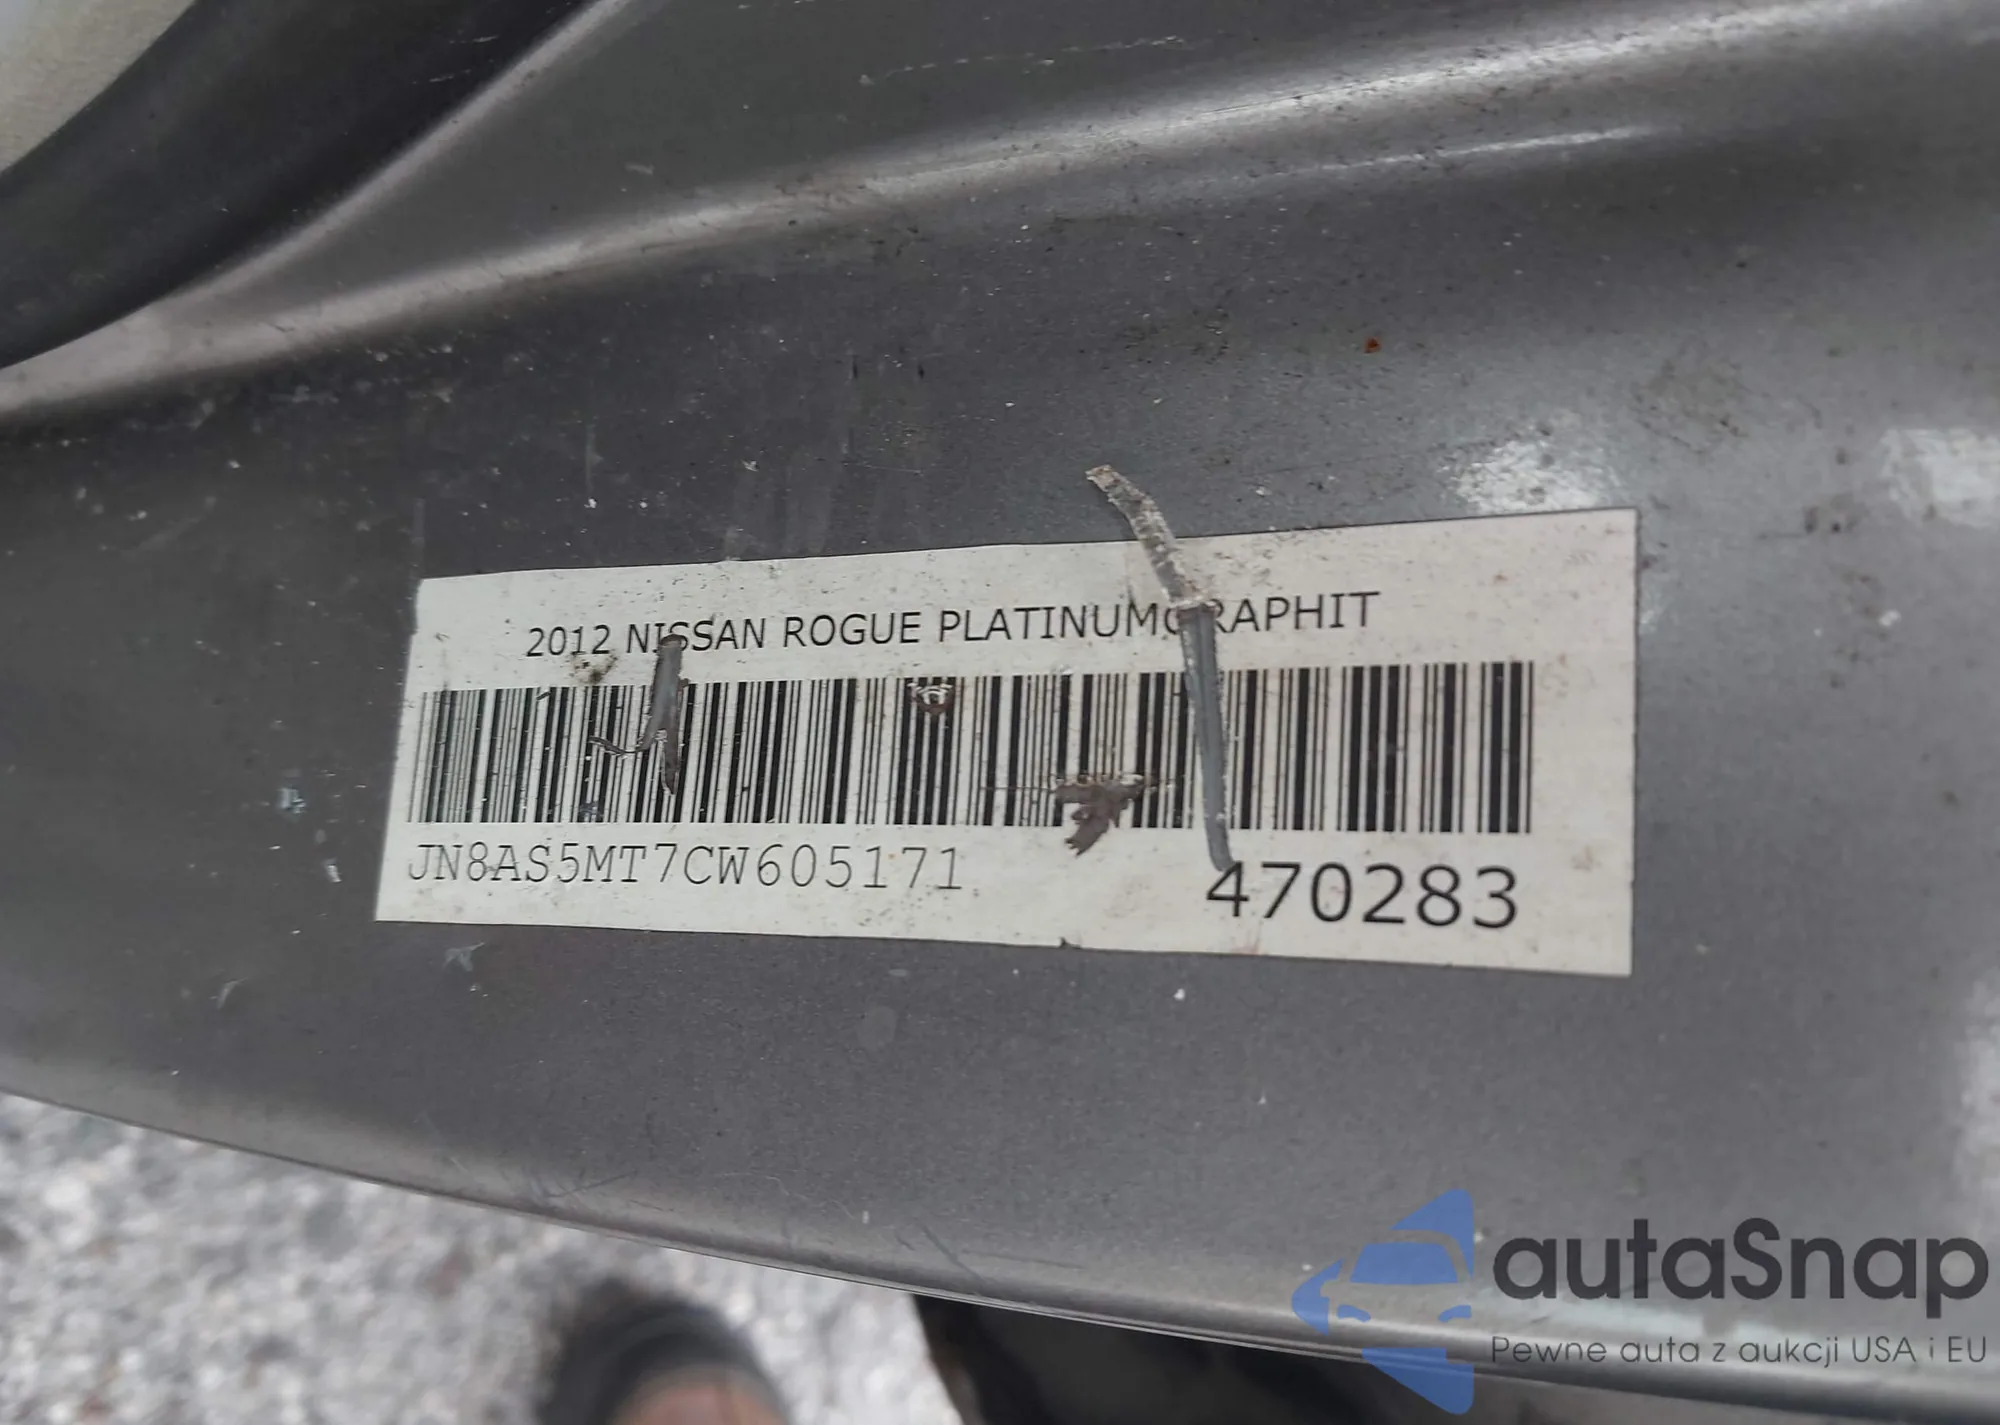 2012 NISSAN ROGUE PLATINUMGRAPHIT
JN8AS5MT7CW605171
470283
autaSnap
Pewne auta z aukcji USA i EU